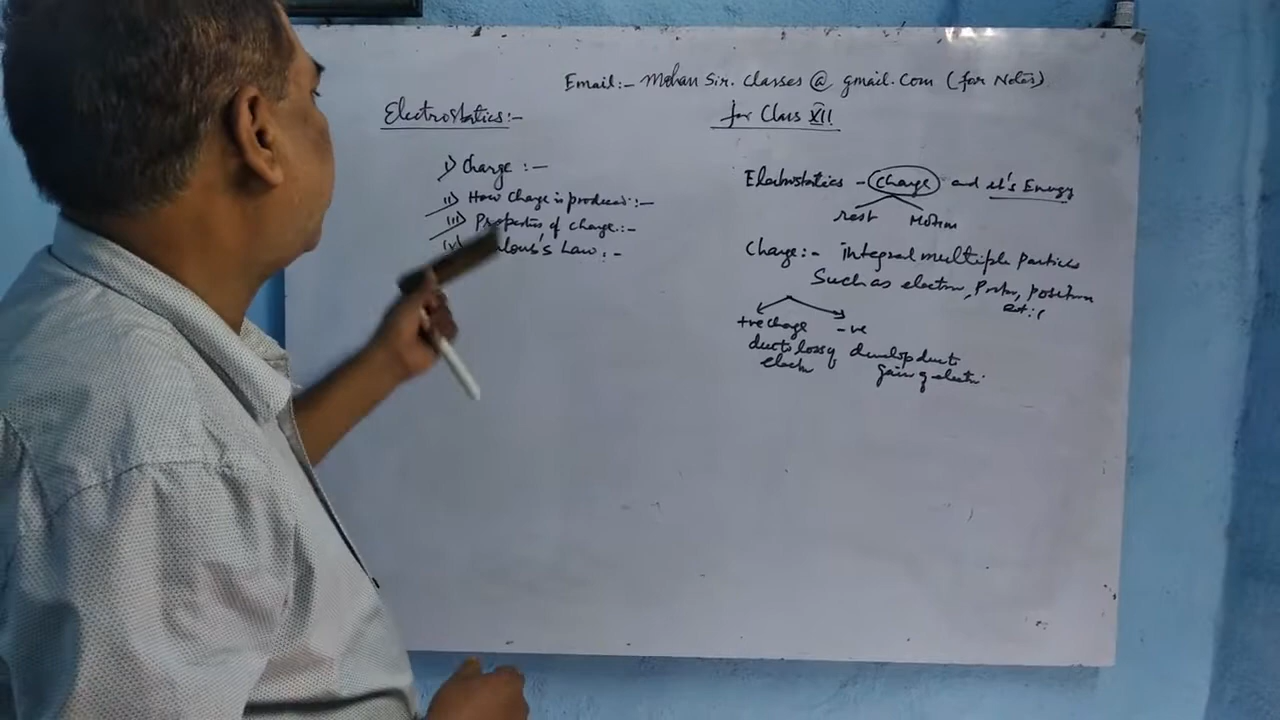 Email:- Mohan Sir. Classes @ gmail.Com (for Notes)
Electrostatics:-
for Class XII
i) Charge :-
ii) How Charge is produced:-
iii) Properties of Charge:-
(iv) Law:-
Electrostatics - Charge and it's Energy
rest Motion
Charge:- integral multiple particles
Such as electron, Proton, positron
+ve charge -ve
due to loss of develop due to
electron gain of electron